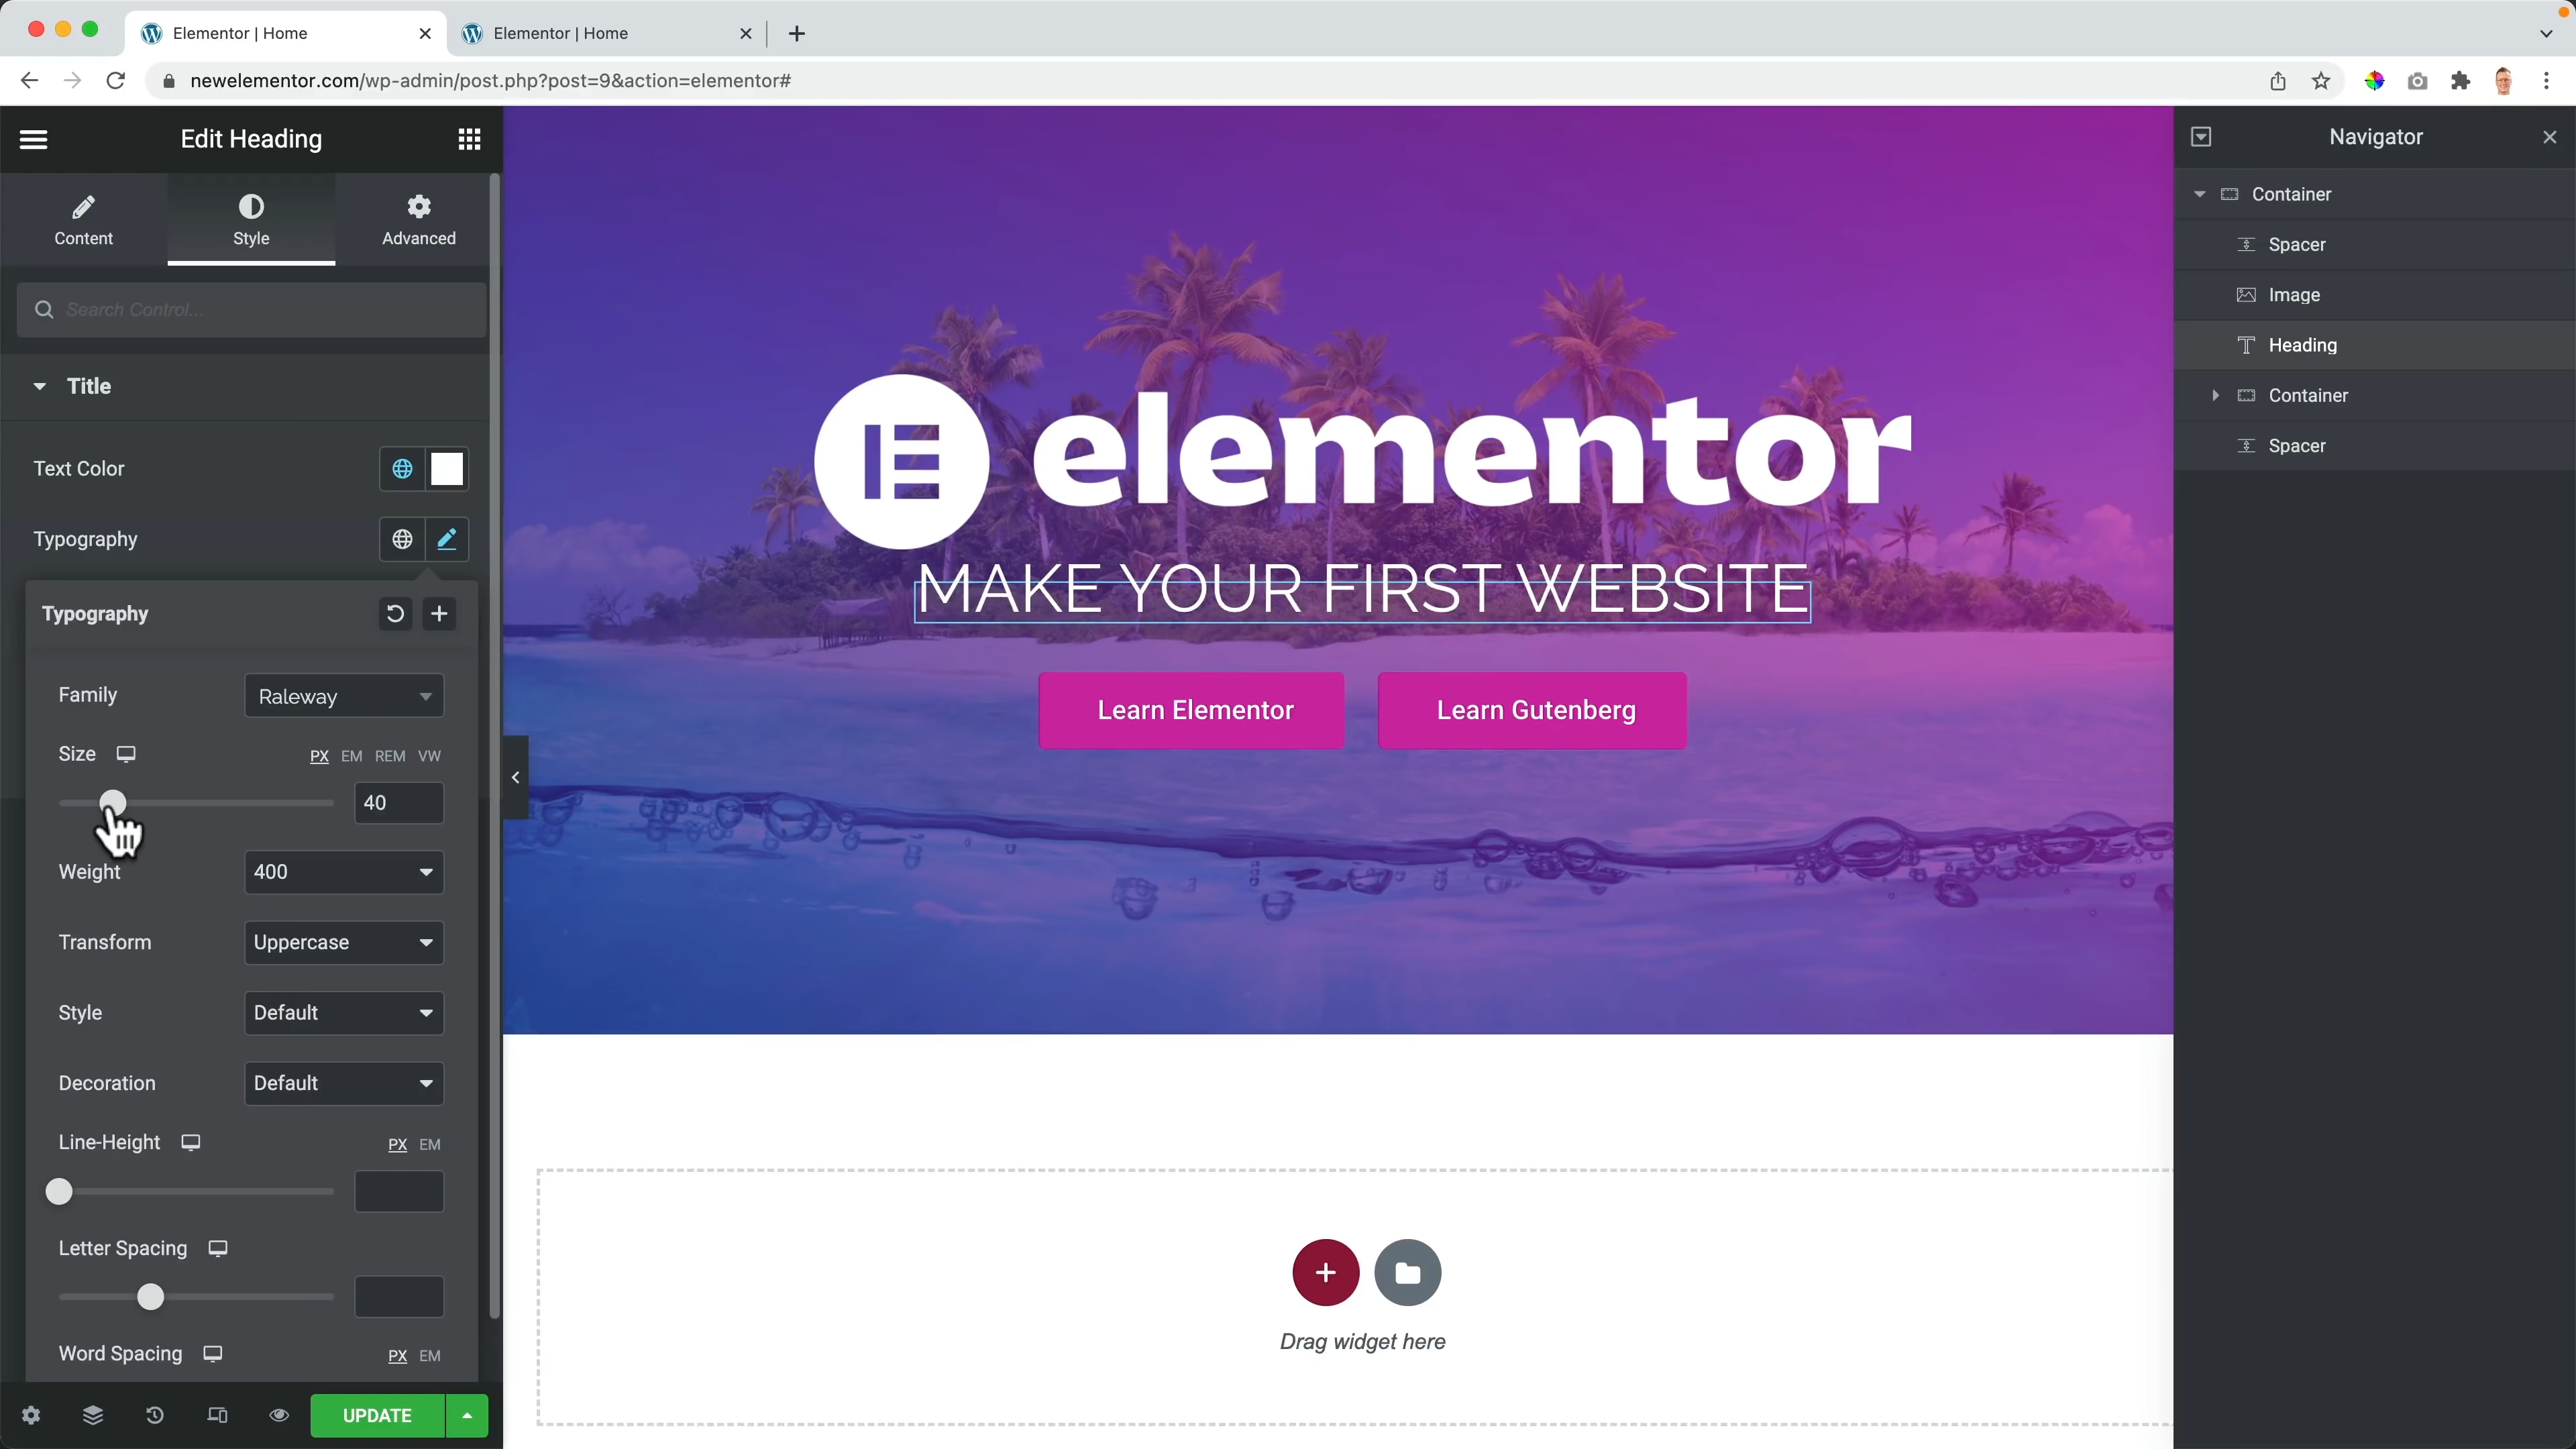 Elementor | Home
Elementor | Home
newelementor.com/wp-admin/post.php?post=9&action=elementor#
Edit Heading
Content
Style
Advanced
Search Control...
Title
Text Color
Typography
Typography
Family
Raleway
Size
PX EM REM VW
40
Weight
400
Transform
Uppercase
Style
Default
Decoration
Default
Line-Height
PX EM
Letter Spacing
Word Spacing
PX EM
UPDATE
elementor
MAKE YOUR FIRST WEBSITE
Learn Elementor
Learn Gutenberg
Drag widget here
Navigator
Container
Spacer
Image
Heading
Container
Spacer